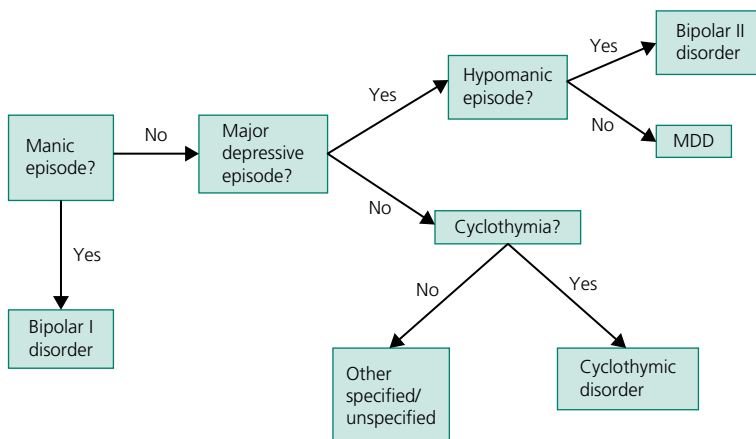 Manic
episode?
No
Yes
Bipolar I
disorder
Major
depressive
episode?
Yes
No
Hypomanic
episode?
Yes
No
Bipolar II
disorder
MDD
Cyclothymia?
No
Yes
Other
specified/
unspecified
Cyclothymic
disorder